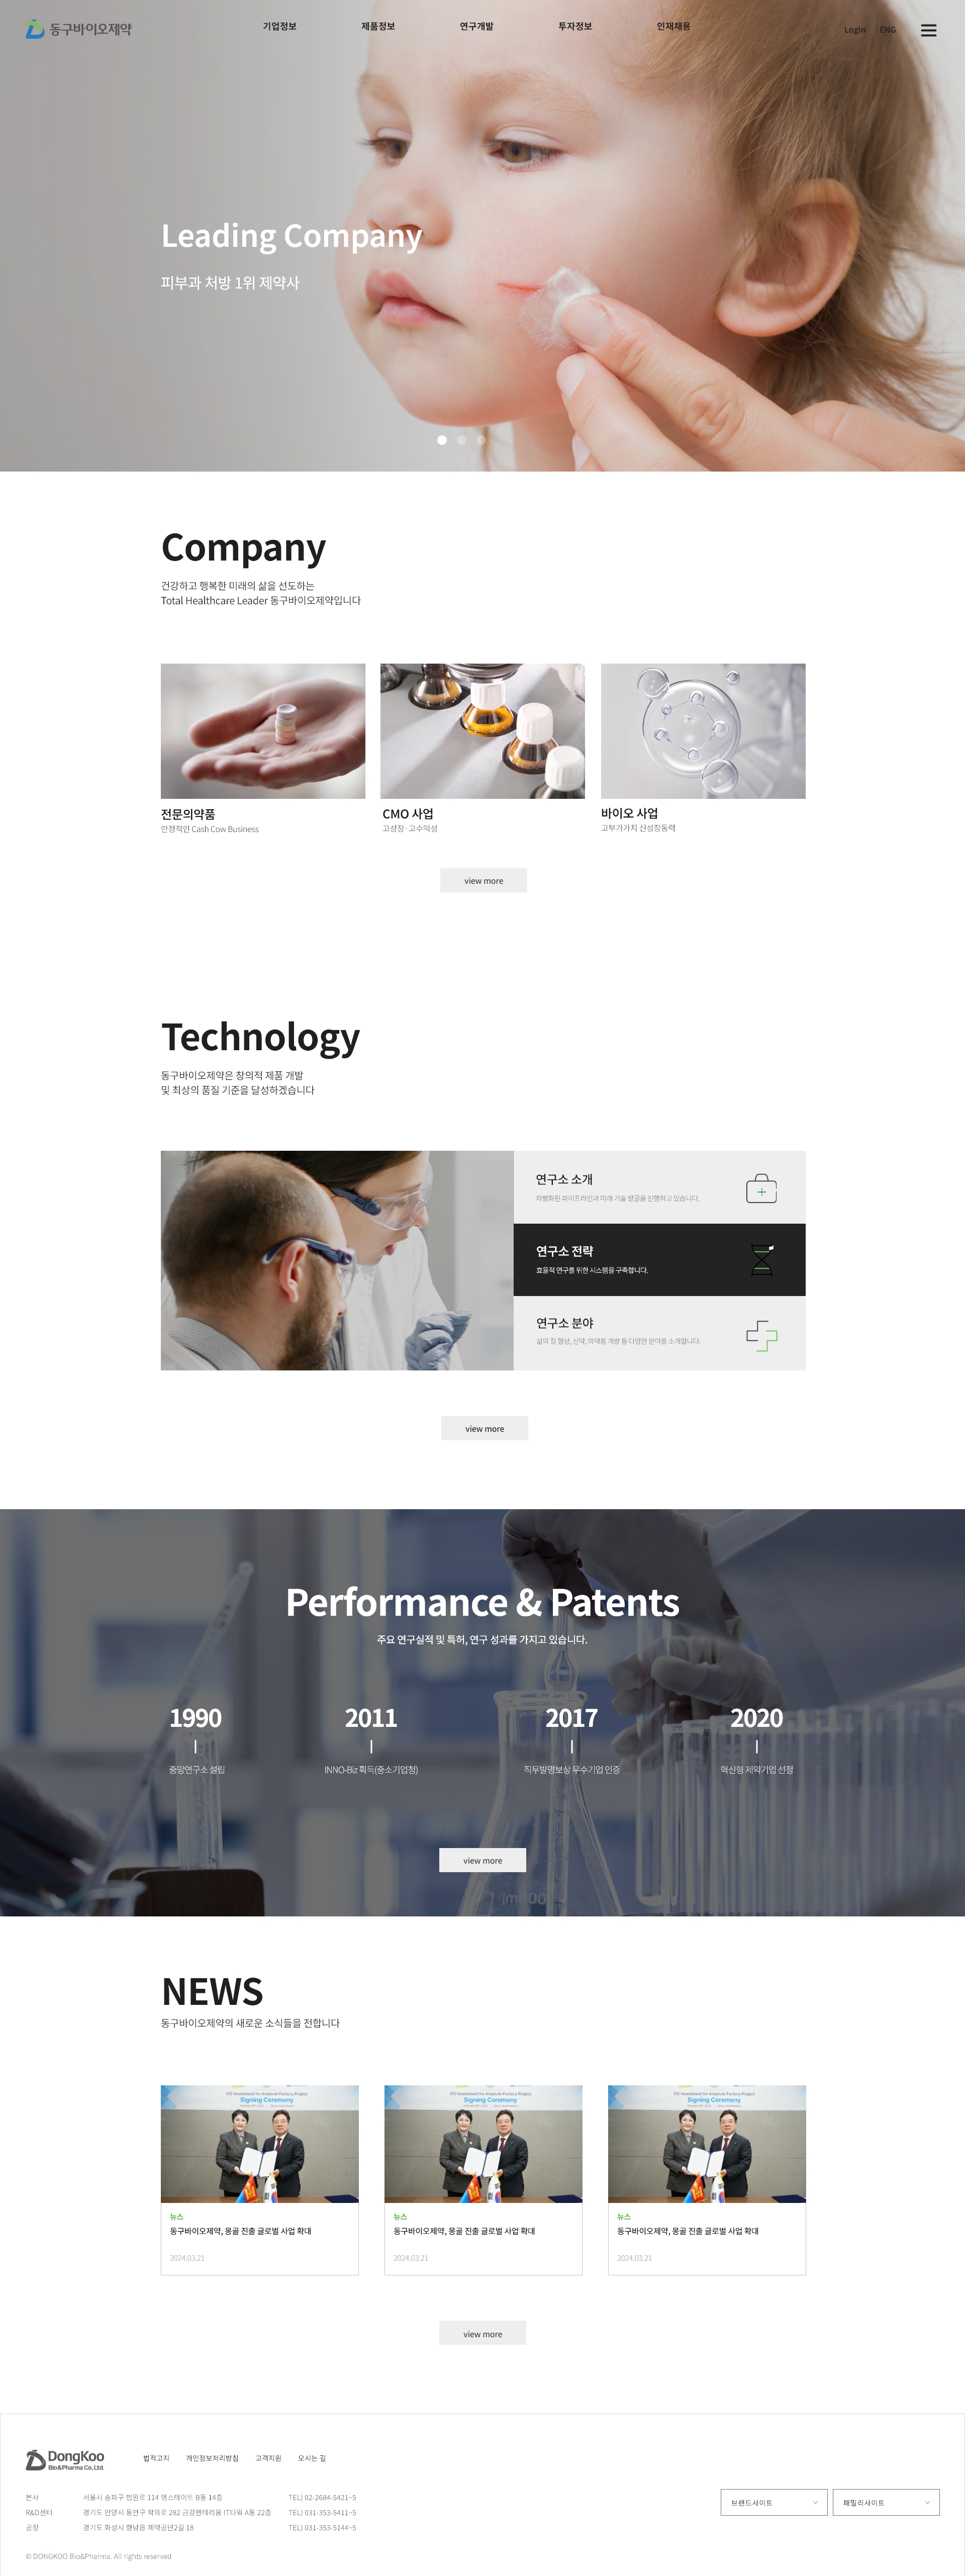 동구바이오제약
기업정보
제품정보
연구개발
투자정보
인재채용
Login
ENG
Leading Company
피부과 처방 1위 제약사
Company
건강하고 행복한 미래의 삶을 선도하는
Total Healthcare Leader 동구바이오제약입니다
전문의약품
안정적인 Cash Cow Business
CMO 사업
고성장·고수익성
바이오 사업
고부가가치 신성장동력
view more
Technology
동구바이오제약은 창의적 제품 개발
및 최상의 품질 기준을 달성하겠습니다
연구소 소개
차별화된 파이프라인과 미래 기술 발굴을 진행하고 있습니다.
연구소 전략
효율적 연구를 위한 시스템을 구축합니다.
연구소 분야
삶의 질 향상, 신약, 의약품 개발 등 다양한 분야를 소개합니다.
view more
Performance & Patents
주요 연구실적 및 특허, 연구 성과를 가지고 있습니다.
1990
중앙연구소 설립
2011
INNO-Biz 획득(중소기업청)
2017
직무발명보상 우수기업 인증
2020
혁신형 제약기업 선정
view more
NEWS
동구바이오제약의 새로운 소식들을 전합니다
CO-Investment for Ampoule Factory Project
Signing Ceremony
CO-Investment for Ampoule Factory Project
Signing Ceremony
CO-Investment for Ampoule Factory Project
Signing Ceremony
뉴스
동구바이오제약, 몽골 진출 글로벌 사업 확대
2024.03.21
뉴스
동구바이오제약, 몽골 진출 글로벌 사업 확대
2024.03.21
뉴스
동구바이오제약, 몽골 진출 글로벌 사업 확대
2024.03.21
view more
DongKoo
Bio&Pharma Co.,Ltd.
법적고지
개인정보처리방침
고객지원
오시는 길
본사 서울시 송파구 법원로 114 엠스테이트 B동 14층 TEL) 02-2684-5421~5
R&D센터 경기도 안양시 동안구 학의로 282 금강펜테리움 IT타워 A동 22층 TEL) 031-353-5411~5
공장 경기도 화성시 향남읍 제약공단2길 18 TEL) 031-353-5144~5
브랜드사이트
패밀리사이트
© DONGKOO Bio&Pharma. All rights reserved